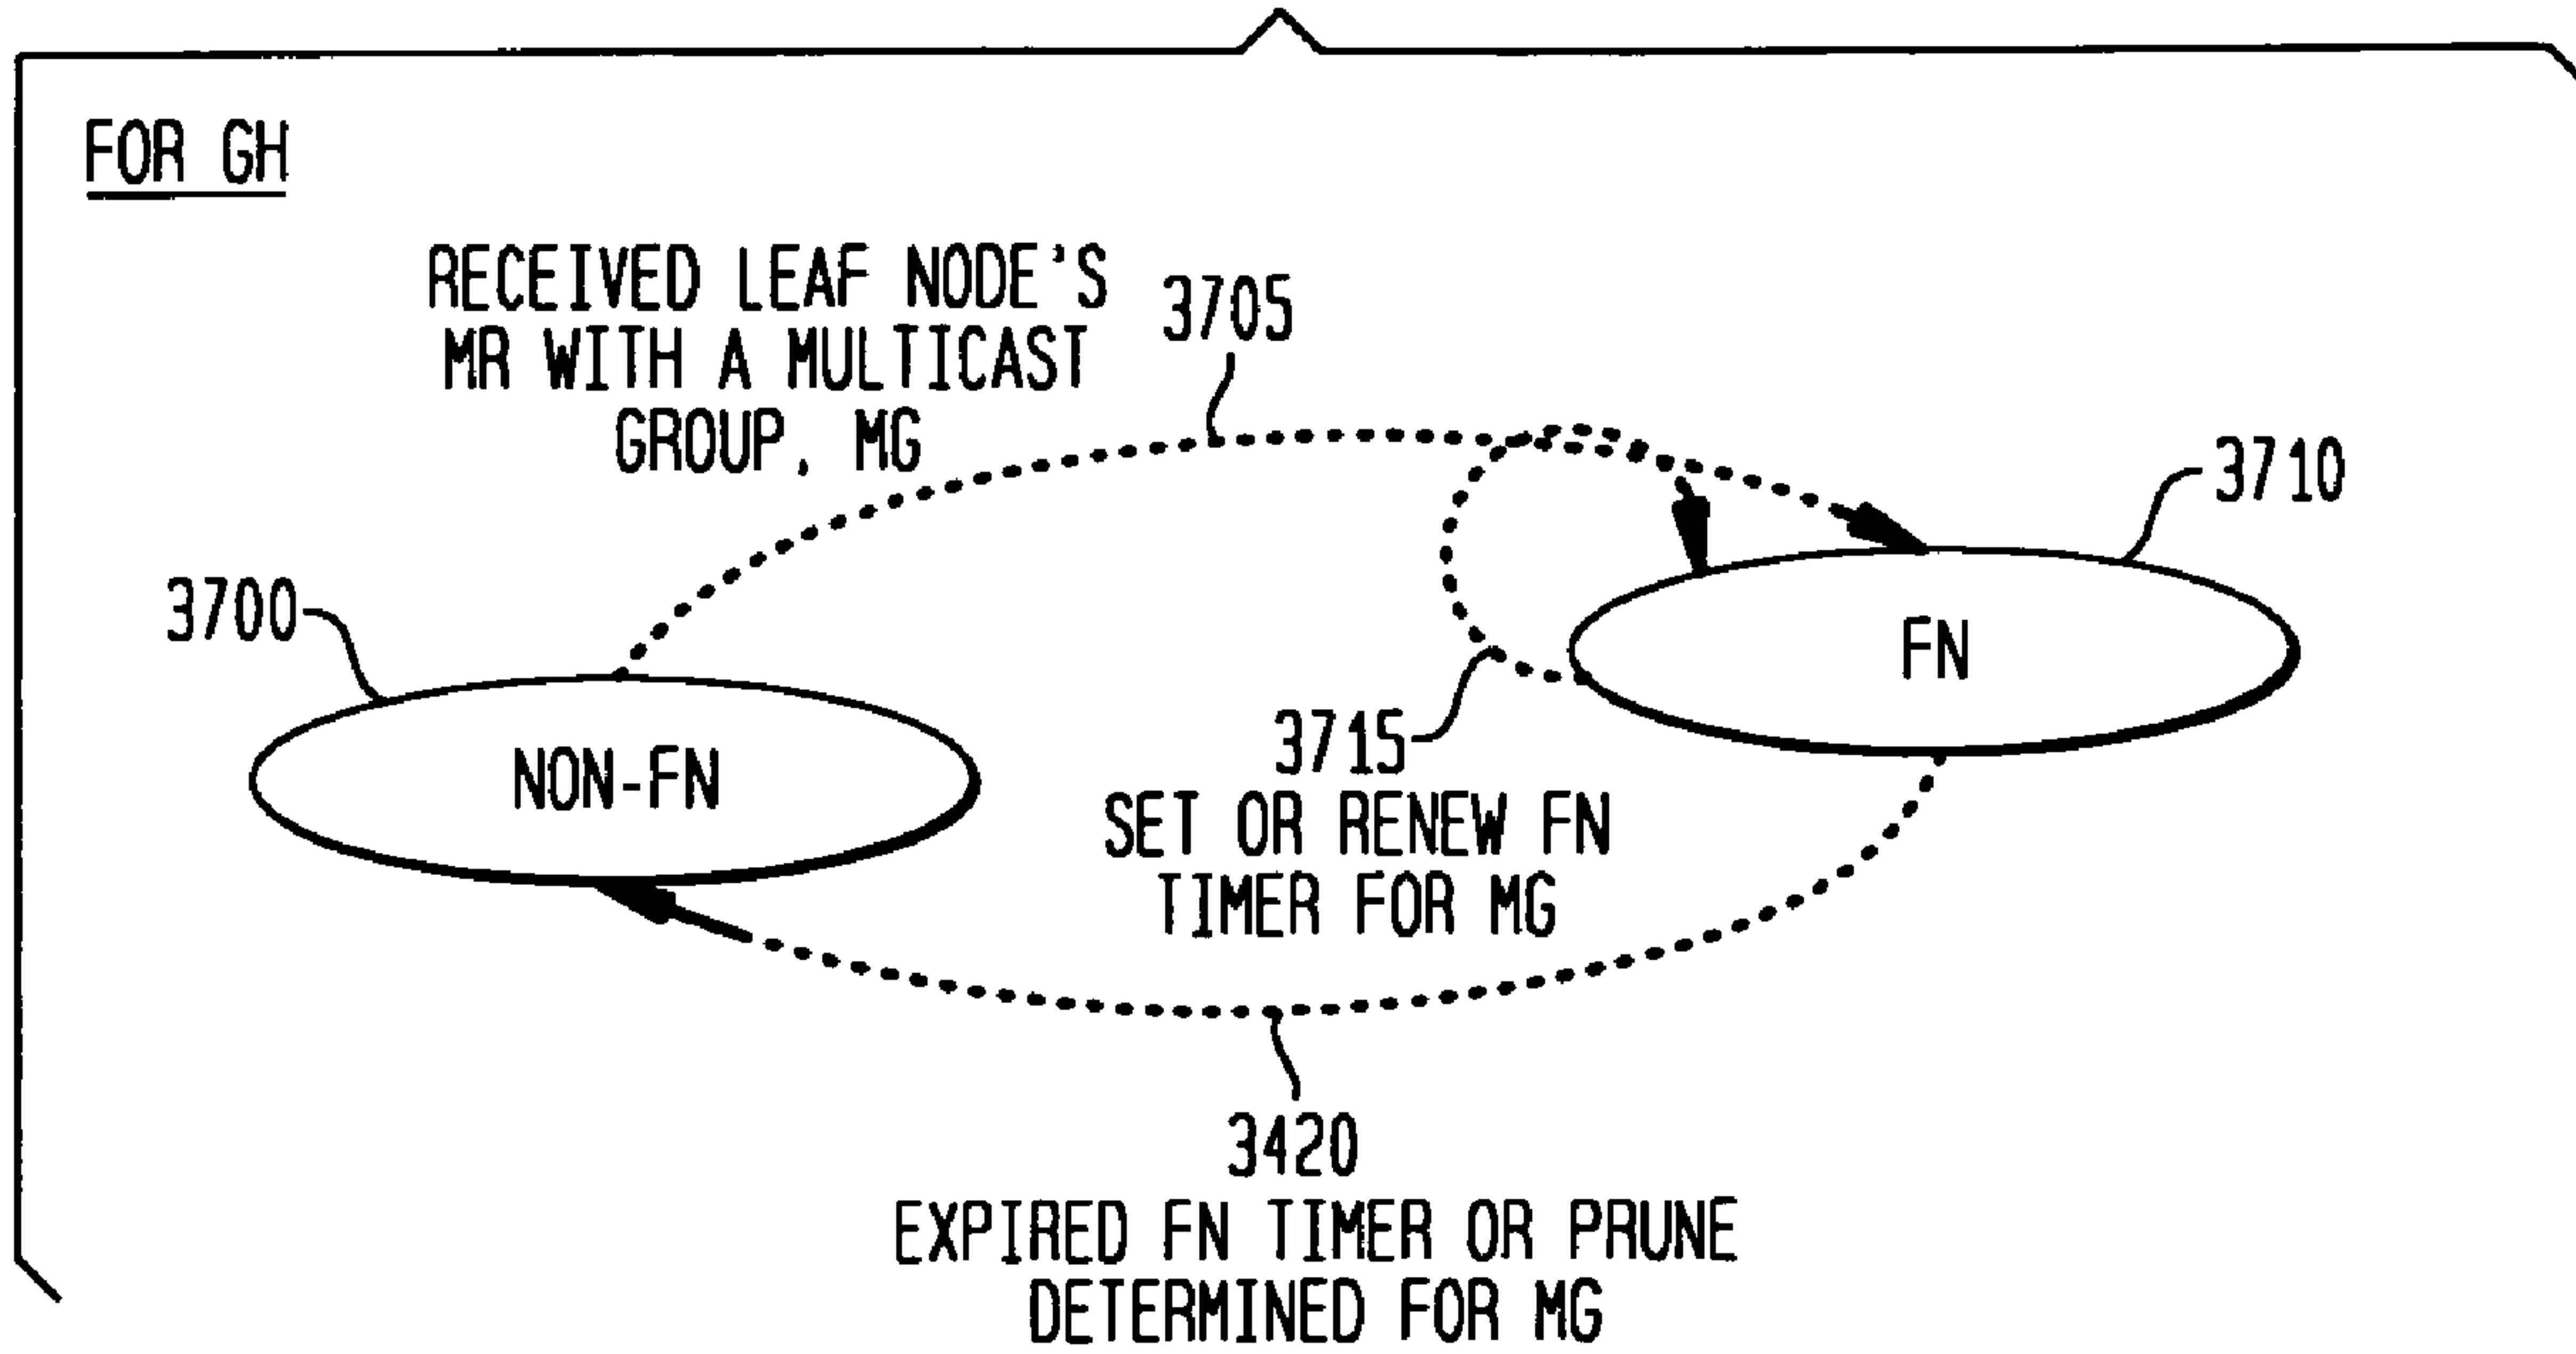 FOR GH
RECEIVED LEAF NODE'S
MR WITH A MULTICAST
GROUP, MG
3705
3710
3700
FN
NON-FN
3715
SET OR RENEW FN
TIMER FOR MG
3420
EXPIRED FN TIMER OR PRUNE
DETERMINED FOR MG